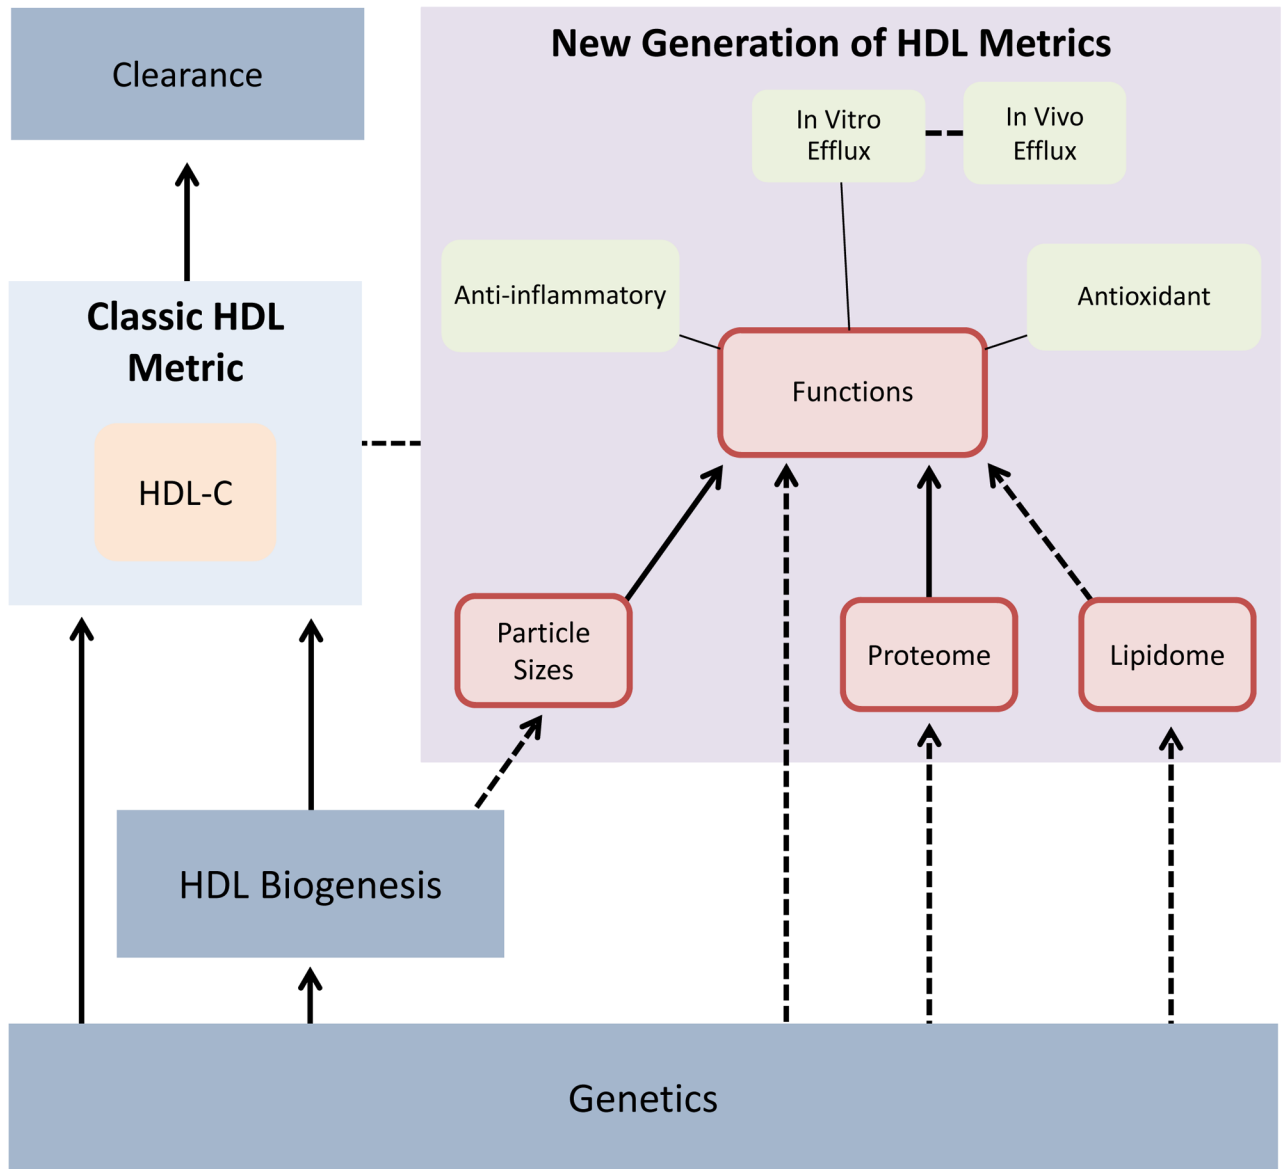 Clearance
New Generation of HDL Metrics
In Vitro
Efflux
In Vivo
Efflux
Anti-inflammatory
Antioxidant
Classic HDL
Metric
HDL-C
Functions
Particle
Sizes
Proteome
Lipidome
HDL Biogenesis
Genetics